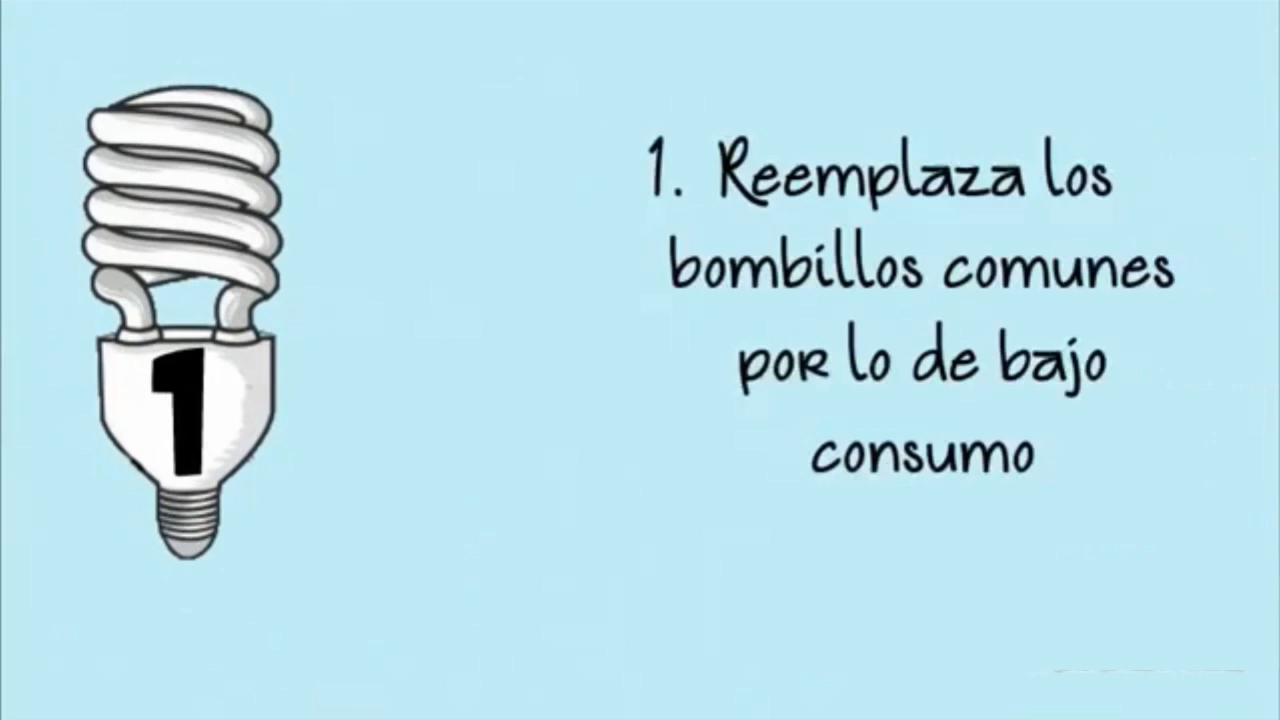 1
1. Reemplaza los
bombillos comunes
por lo de bajo
consumo